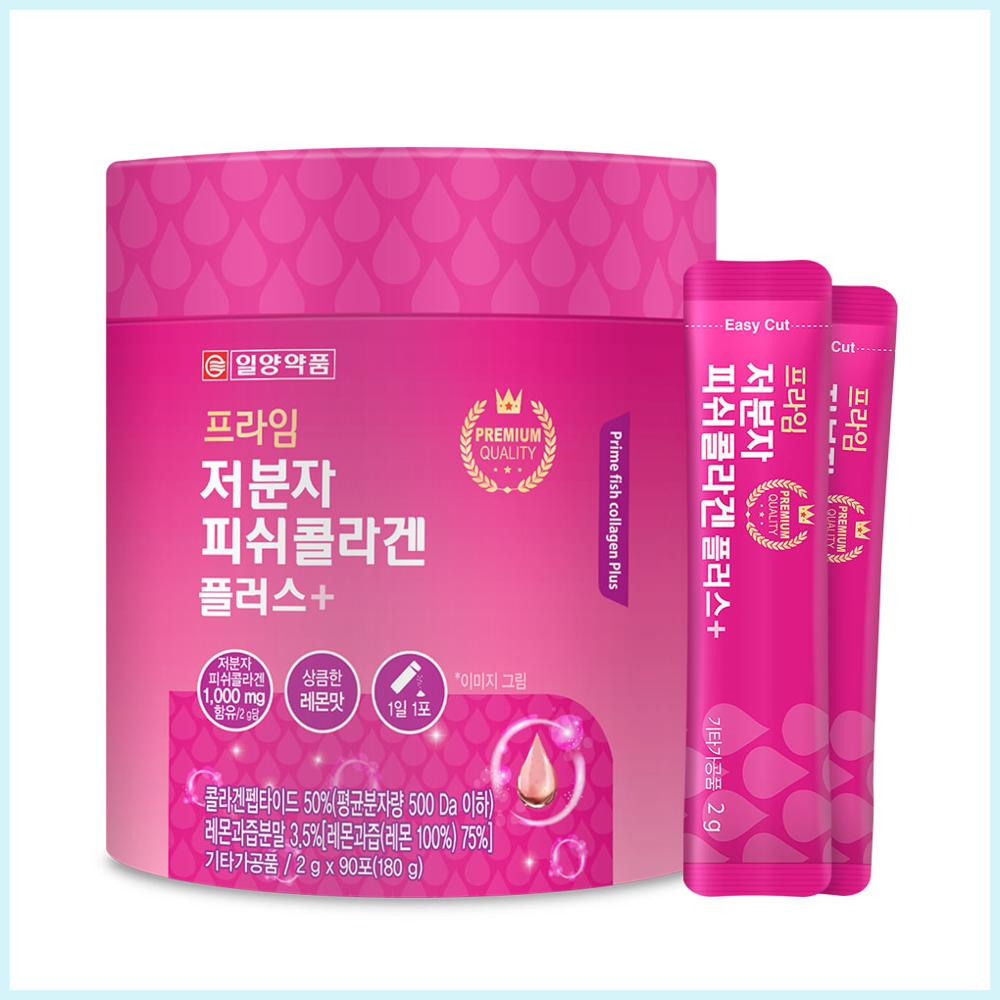 일양약품
프라임
저분자
피쉬콜라겐
플러스+
PREMIUM
QUALITY
Prime fish collagen Plus
저분자
피쉬콜라겐
1,000 mg
함유/2 g당
상큼한
레몬맛
1일 1포
*이미지 그림
콜라겐펩타이드 50%(평균분자량 500 Da 이하)
레몬과즙분말 3.5%[레몬과즙(레몬 100%) 75%]
기타가공품 / 2 g x 90포(180 g)
Easy Cut
프라임
저분자
피쉬콜라겐 플러스+
PREMIUM
QUALITY
기타가공품 2 g
Cut
프라임
PREMIUM
QUALITY